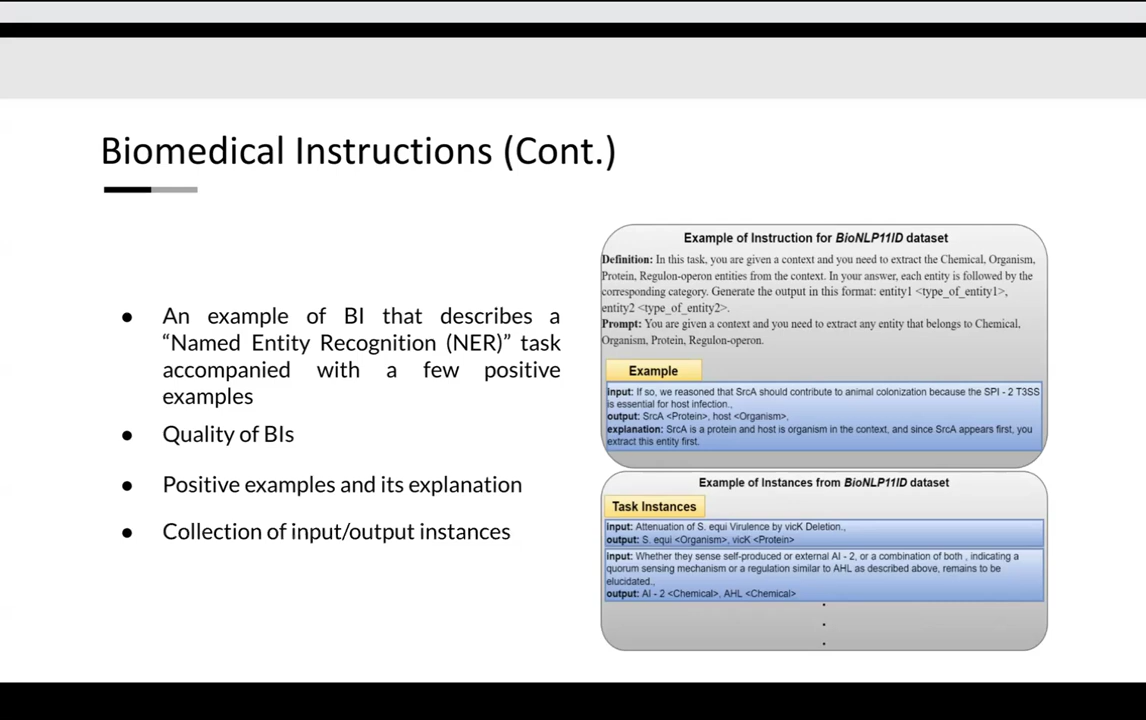 Biomedical Instructions (Cont.)
● An example of BI that describes a
“Named Entity Recognition (NER)” task
accompanied with a few positive
examples
● Quality of BIs
● Positive examples and its explanation
● Collection of input/output instances
Example of Instruction for BioNLP11ID dataset
Definition: In this task, you are given a context and you need to extract the Chemical, Organism,
Protein, Regulon-operon entities from the context. In your answer, each entity is followed by the
corresponding category. Generate the output in this format: entity1 <type_of_entity1>,
entity2 <type_of_entity2>.
Prompt: You are given a context and you need to extract any entity that belongs to Chemical,
Organism, Protein, Regulon-operon.
Example
input: If so, we reasoned that SrcA should contribute to animal colonization because the SPI - 2 T3SS
is essential for host infection.,
output: SrcA <Protein>, host <Organism>,
explanation: SrcA is a protein and host is organism in the context, and since SrcA appears first, you
extract this entity first.
Example of Instances from BioNLP11ID dataset
Task Instances
input: Attenuation of S. equi Virulence by vicK Deletion.,
output: S. equi <Organism>, vicK <Protein>
input: Whether they sense self-produced or external AI - 2, or a combination of both , indicating a
quorum sensing mechanism or a regulation similar to AHL as described above, remains to be
elucidated.,
output: AI - 2 <Chemical>, AHL <Chemical>
.
.
.